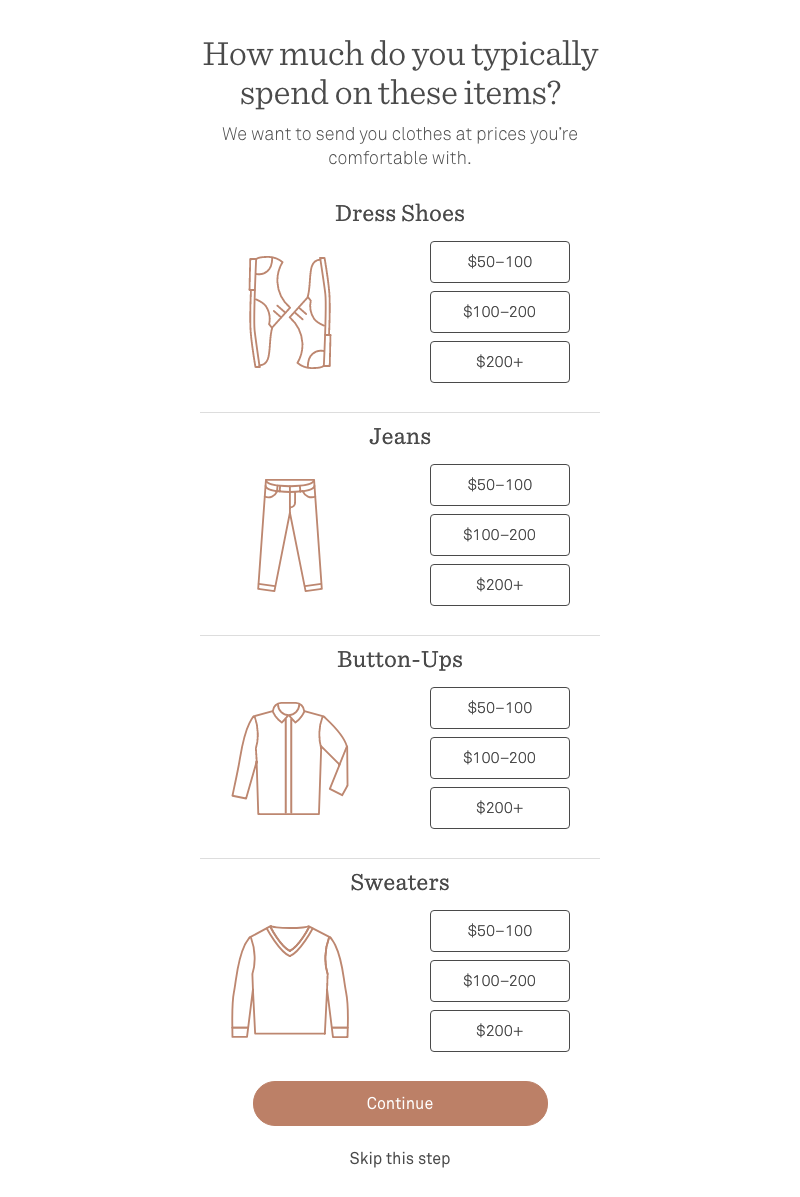 How much do you typically
spend on these items?
We want to send you clothes at prices you're
comfortable with.
Dress Shoes
$50–100
$100–200
$200+
Jeans
$50–100
$100–200
$200+
Button-Ups
$50–100
$100–200
$200+
Sweaters
$50–100
$100–200
$200+
Continue
Skip this step